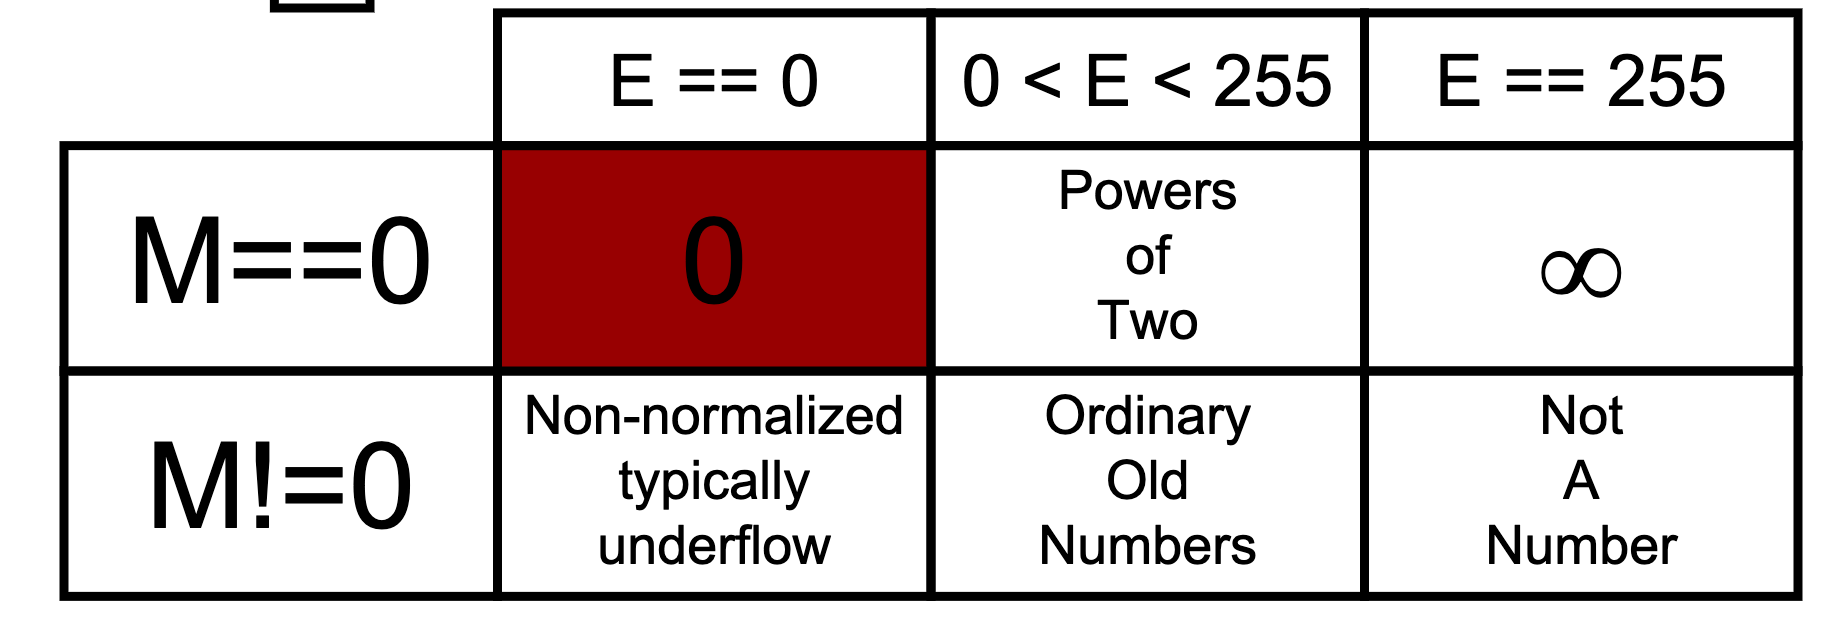 E == 0
0 < E < 255
E == 255
M==0
0
Powers
of
Two
∞
M!=0
Non-normalized
typically
underflow
Ordinary
Old
Numbers
Not
A
Number